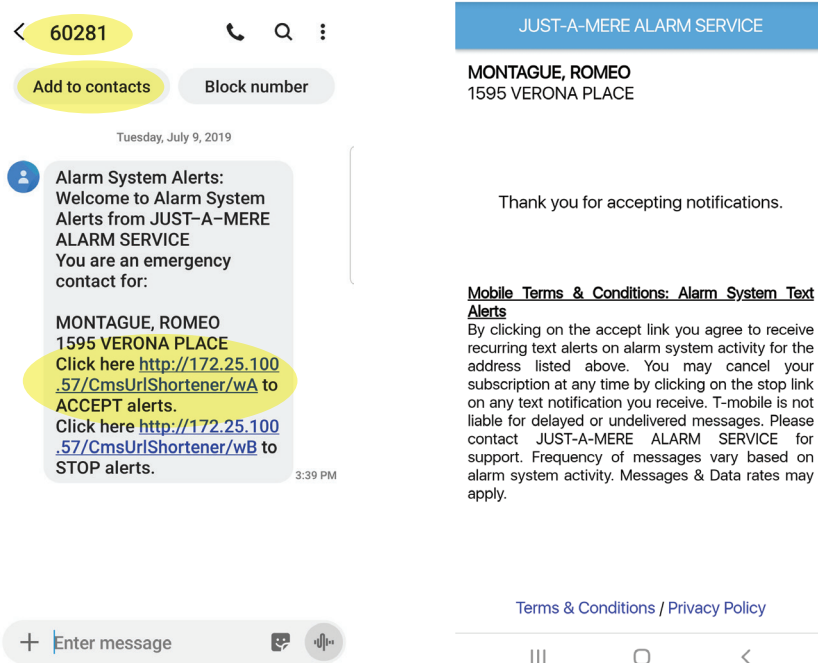 60281
Add to contacts
Block number
Tuesday, July 9, 2019
Alarm System Alerts:
Welcome to Alarm System
Alerts from JUST–A–MERE
ALARM SERVICE
You are an emergency
contact for:
MONTAGUE, ROMEO
1595 VERONA PLACE
Click here http://172.25.100
.57/CmsUrlShortener/wA to
ACCEPT alerts.
Click here http://172.25.100
.57/CmsUrlShortener/wB to
STOP alerts.
3:39 PM
Enter message
JUST-A-MERE ALARM SERVICE
MONTAGUE, ROMEO
1595 VERONA PLACE
Thank you for accepting notifications.
Mobile Terms & Conditions: Alarm System Text
Alerts
By clicking on the accept link you agree to receive
recurring text alerts on alarm system activity for the
address listed above. You may cancel your
subscription at any time by clicking on the stop link
on any text notification you receive. T-mobile is not
liable for delayed or undelivered messages. Please
contact JUST-A-MERE ALARM SERVICE for
support. Frequency of messages vary based on
alarm system activity. Messages & Data rates may
apply.
Terms & Conditions / Privacy Policy